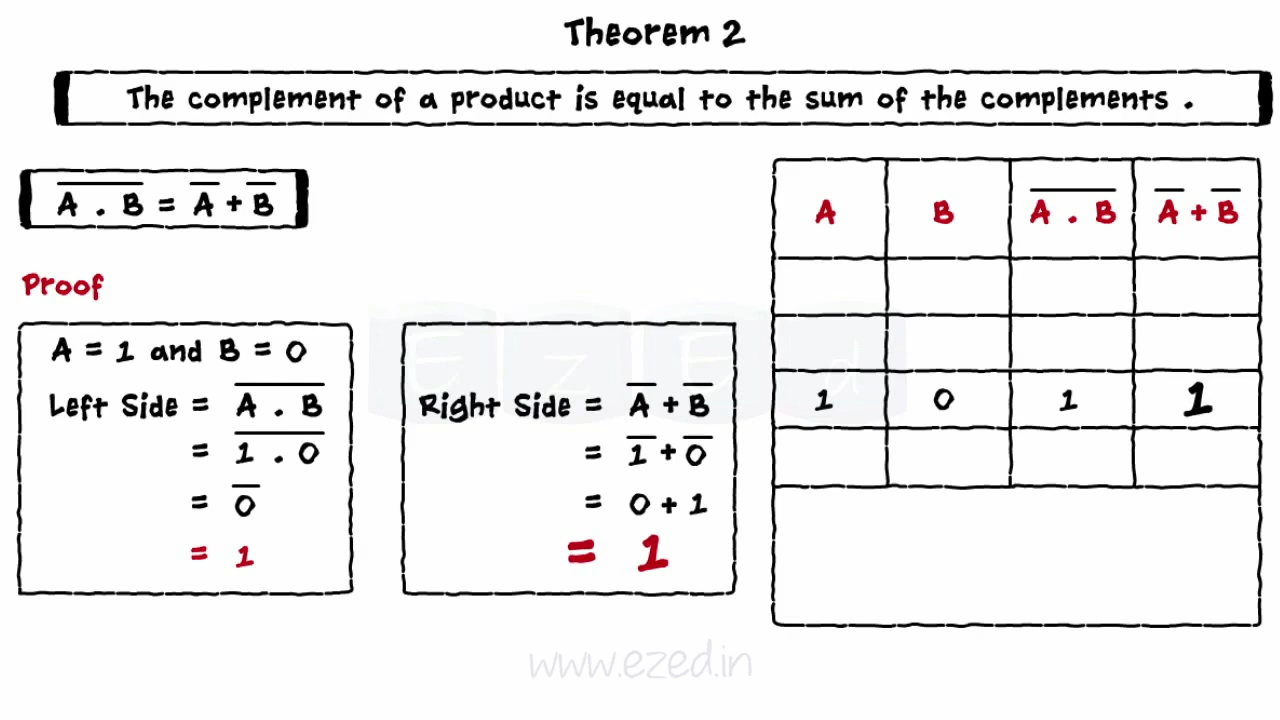 Theorem 2
The complement of a product is equal to the sum of the complements .
A̅ ̅.̅ ̅B̅ = A̅ + B̅
Proof
A = 1 and B = 0
Left Side = A̅ ̅.̅ ̅B̅
= 1̅ ̅.̅ ̅0̅
= 0̅
= 1
Right Side = A̅ + B̅
= 1̅ + 0̅
= 0 + 1
= 1
A B A̅ ̅.̅ ̅B̅ A̅ + B̅
1 0 1 1
EzEd.d
www.ezed.in